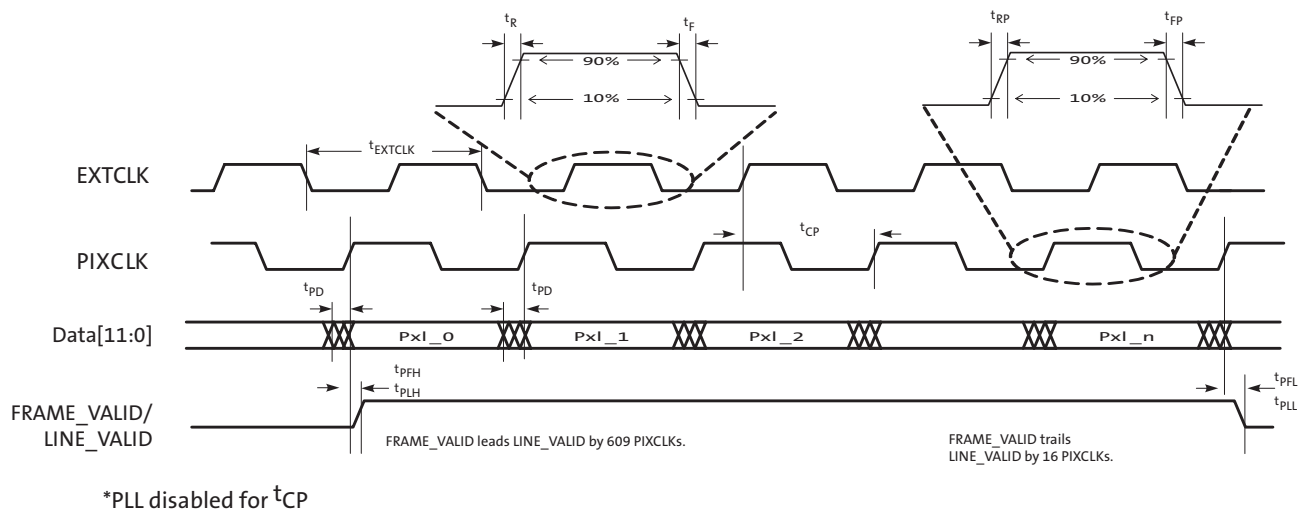 tR
tF
tRP
tFP
90%
90%
10%
10%
tEXTCLK
EXTCLK
tCP
PIXCLK
tPD
tPD
Data[11:0]
Pxl_0
Pxl_1
Pxl_2
Pxl_n
tPFH
tPLH
tPFL
tPLL
FRAME_VALID/
LINE_VALID
FRAME_VALID leads LINE_VALID by 609 PIXCLKs.
FRAME_VALID trails
LINE_VALID by 16 PIXCLKs.
*PLL disabled for tCP